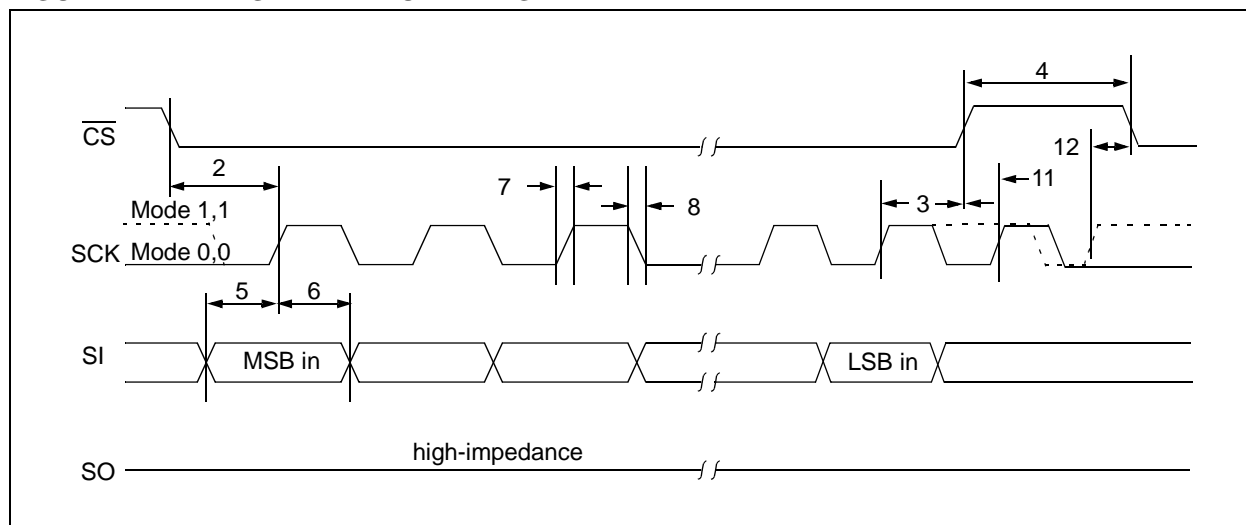 4
CS
12
2
7
8
3
11
Mode 1,1
SCK
Mode 0,0
5
6
SI
MSB in
LSB in
high-impedance
SO